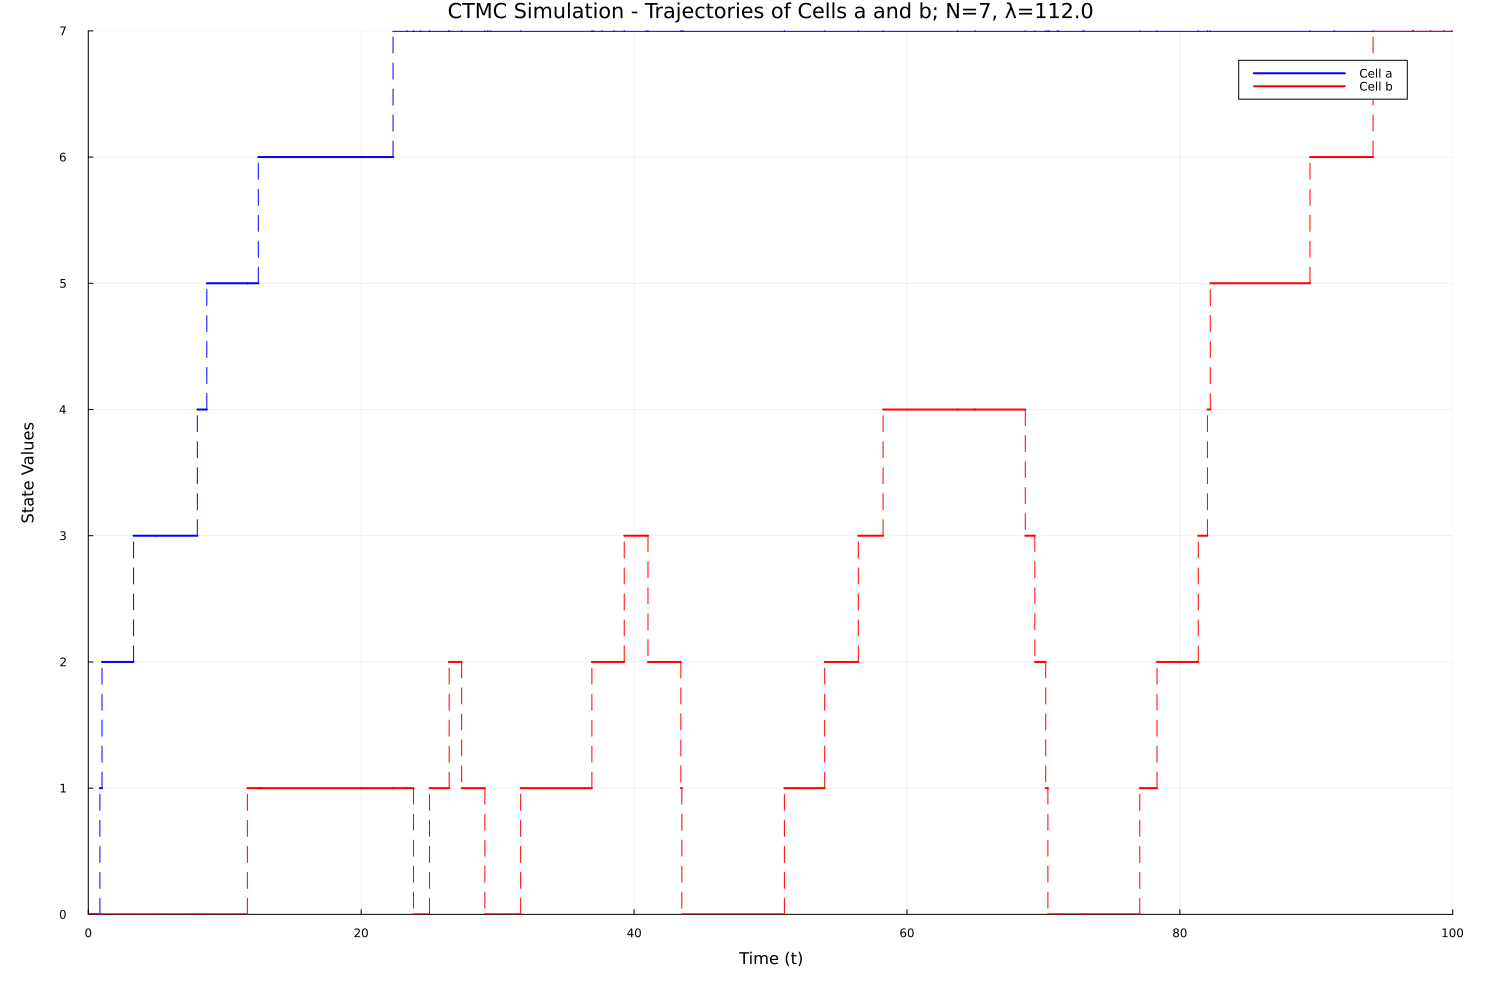 CTMC Simulation - Trajectories of Cells a and b; N=7, λ=112.0
7
Cell a
Cell b
6
5
4
3
2
1
0
State Values
0 20 40 60 80 100
Time (t)